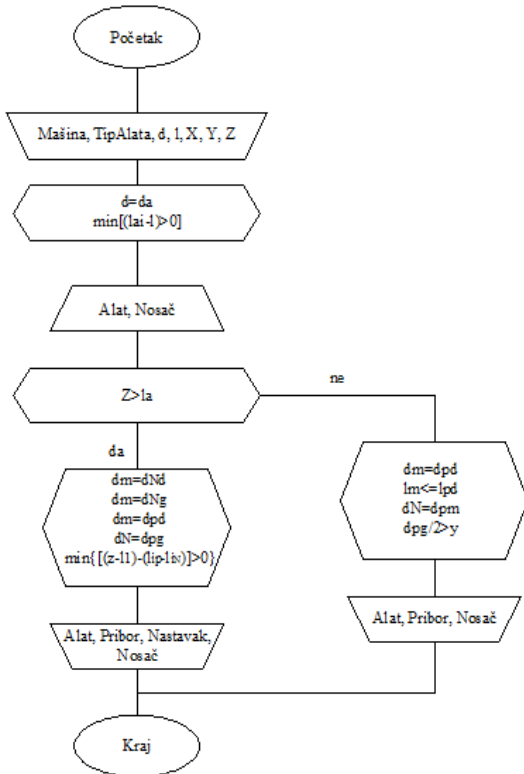 Početak
Mašina, TipAlata, d, l, X, Y, Z
d=da
min[(lai-l)>0]
Alat, Nosač
Z>la
ne
da
dm=dNd
dm=dNg
dm=dpd
dN=dpg
min{[(z-l1)-(lip-liv)]>0}
dm=dpd
lm<=lpd
dN=dpm
dpg/2>y
Alat, Pribor, Nastavak,
Nosač
Alat, Pribor, Nosač
Kraj